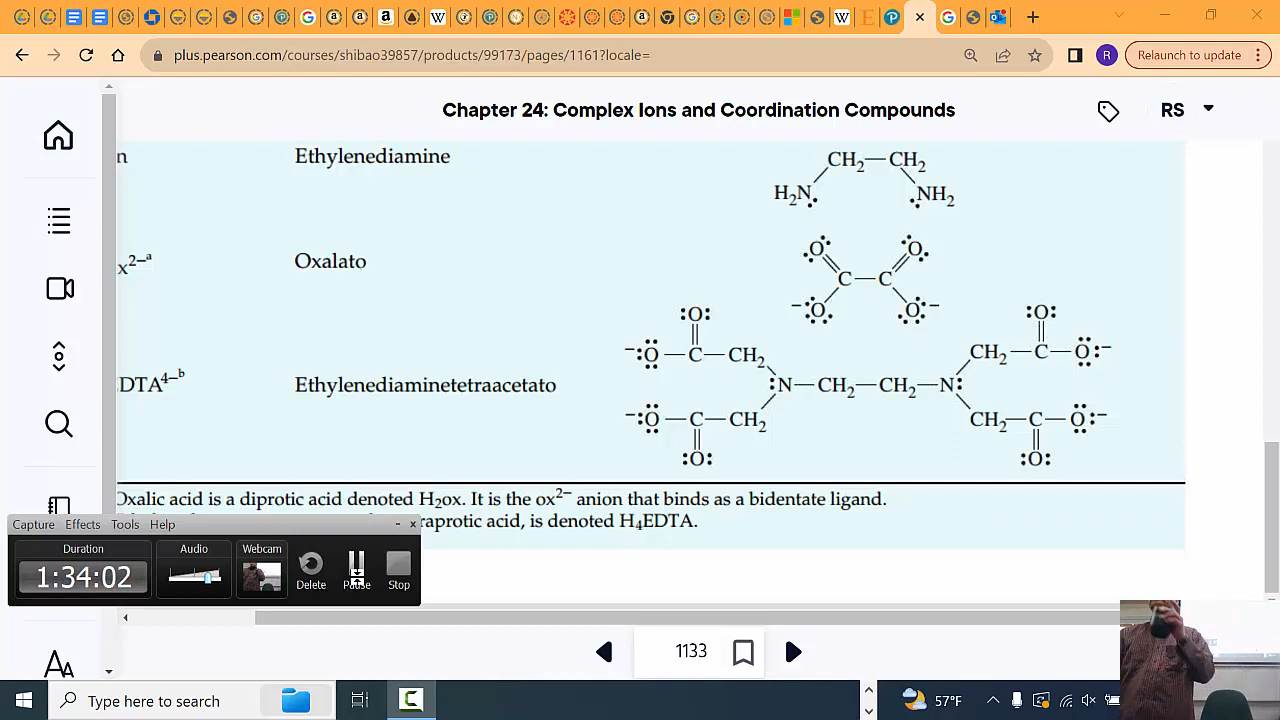 plus.pearson.com/courses/shibao39857/products/99173/pages/1161?locale=
R
Relaunch to update
Chapter 24: Complex Ions and Coordination Compounds
RS
n
Ethylenediamine
CH2—CH2
H2N
NH2
x2–a
Oxalato
O O
C—C
–O O–
O O
–O—C—CH2
CH2—C—O–
DTA4–b
Ethylenediaminetetraacetato
N—CH2—CH2—N
–O—C—CH2
CH2—C—O–
O O
Oxalic acid is a diprotic acid denoted H2ox. It is the ox2– anion that binds as a bidentate ligand.
raprotic acid, is denoted H4EDTA.
Capture Effects Tools Help
Duration
Audio
Webcam
1:34:02
Delete
Pause
Stop
AA
1133
Type here to search
57°F